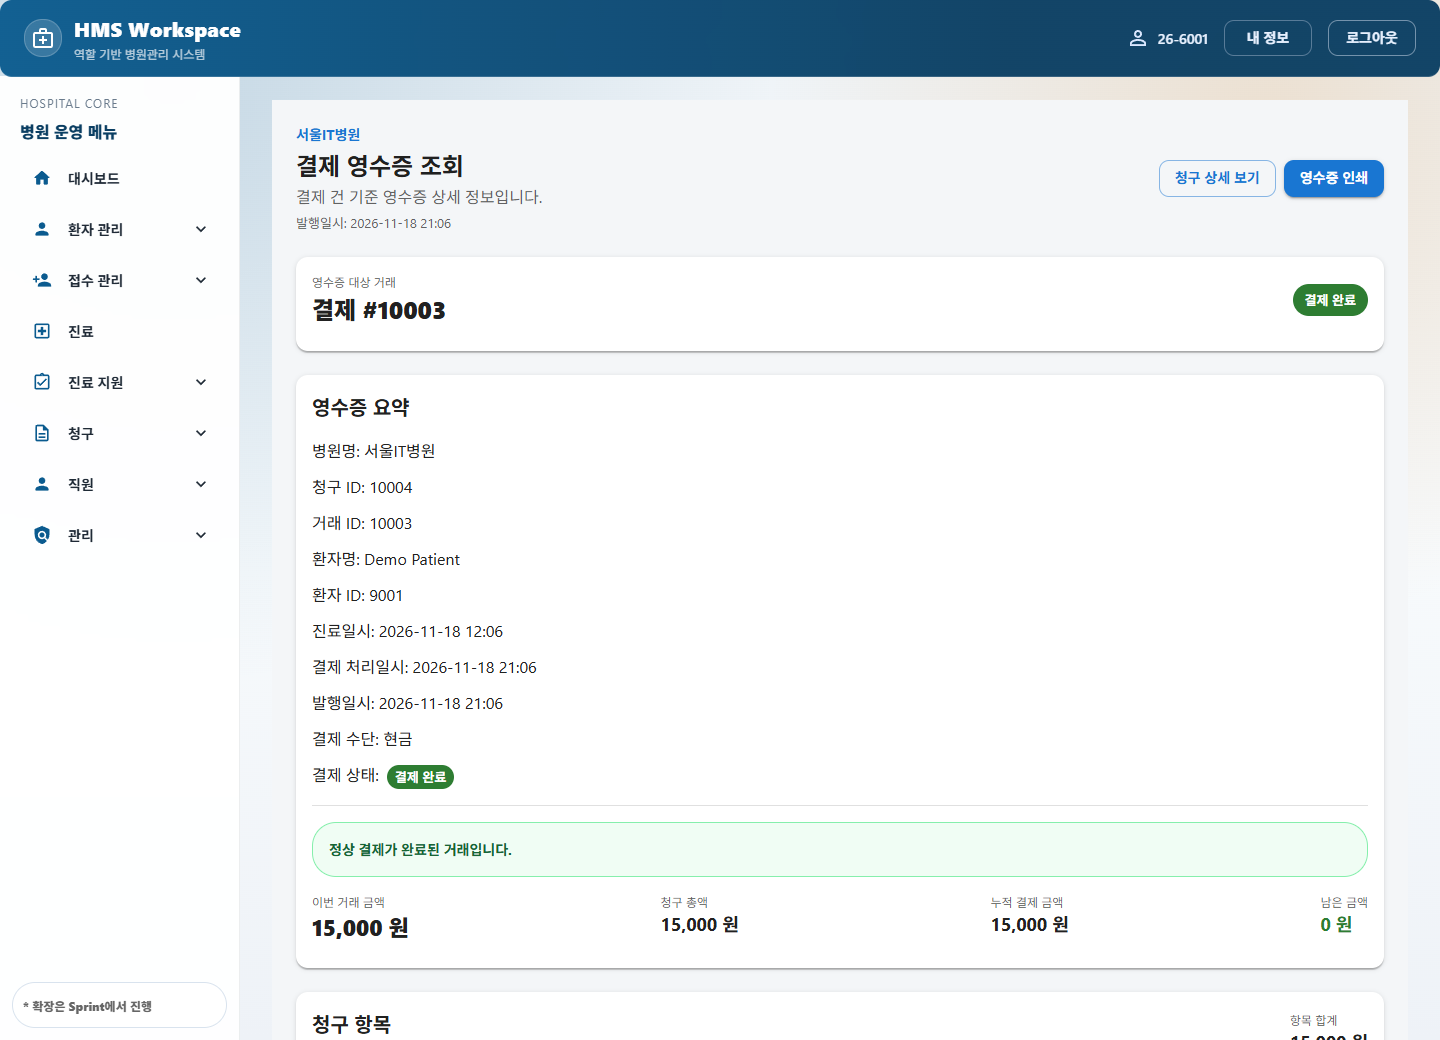 HMS Workspace
역할 기반 병원관리 시스템
26-6001
내 정보
로그아웃
HOSPITAL CORE
병원 운영 메뉴
대시보드
환자 관리
접수 관리
진료
진료 지원
청구
직원
관리
* 확장은 Sprint에서 진행
서울IT병원
결제 영수증 조회
결제 건 기준 영수증 상세 정보입니다.
발행일시: 2026-11-18 21:06
청구 상세 보기
영수증 인쇄
영수증 대상 거래
결제 #10003
결제 완료
영수증 요약
병원명: 서울IT병원
청구 ID: 10004
거래 ID: 10003
환자명: Demo Patient
환자 ID: 9001
진료일시: 2026-11-18 12:06
결제 처리일시: 2026-11-18 21:06
발행일시: 2026-11-18 21:06
결제 수단: 현금
결제 상태: 결제 완료
정상 결제가 완료된 거래입니다.
이번 거래 금액
15,000 원
청구 총액
15,000 원
누적 결제 금액
15,000 원
남은 금액
0 원
청구 항목
항목 합계
15,000 원